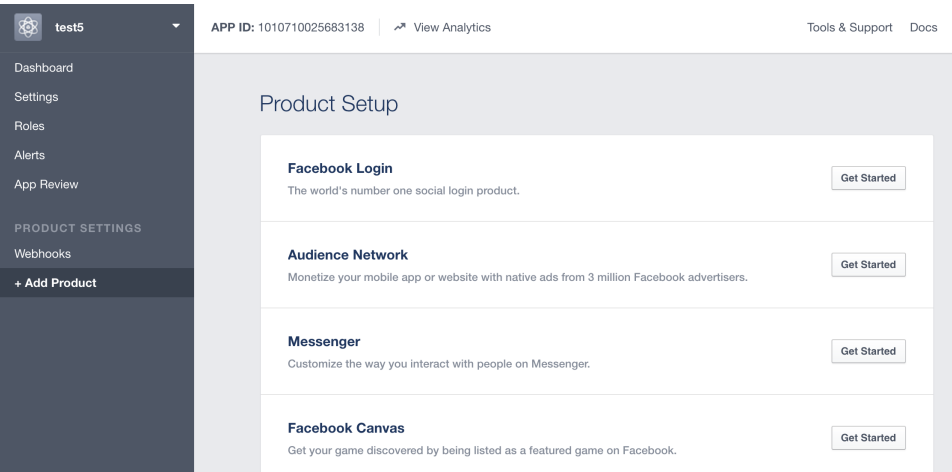 test5
APP ID: 1010710025683138
View Analytics
Tools & Support
Docs
Dashboard
Settings
Roles
Alerts
App Review
PRODUCT SETTINGS
Webhooks
+ Add Product
Product Setup
Facebook Login
The world's number one social login product.
Get Started
Audience Network
Monetize your mobile app or website with native ads from 3 million Facebook advertisers.
Get Started
Messenger
Customize the way you interact with people on Messenger.
Get Started
Facebook Canvas
Get your game discovered by being listed as a featured game on Facebook.
Get Started